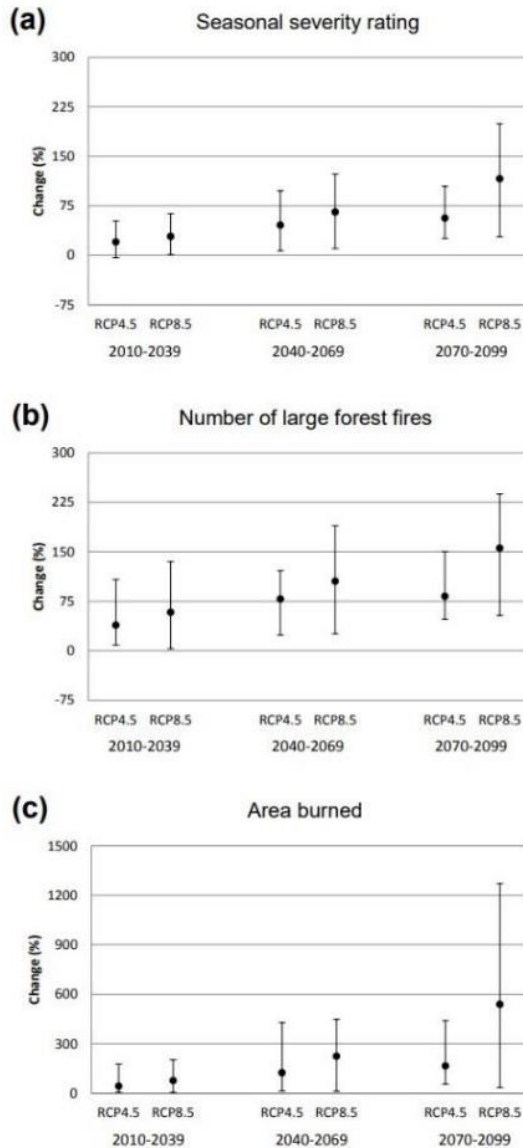 (a) Seasonal severity rating
300
225
150
75
0
-75
Change (%)
RCP4.5 RCP8.5 RCP4.5 RCP8.5 RCP4.5 RCP8.5
2010-2039 2040-2069 2070-2099
(b) Number of large forest fires
300
225
150
75
0
-75
Change (%)
RCP4.5 RCP8.5 RCP4.5 RCP8.5 RCP4.5 RCP8.5
2010-2039 2040-2069 2070-2099
(c) Area burned
1500
1200
900
600
300
0
Change (%)
RCP4.5 RCP8.5 RCP4.5 RCP8.5 RCP4.5 RCP8.5
2010-2039 2040-2069 2070-2099